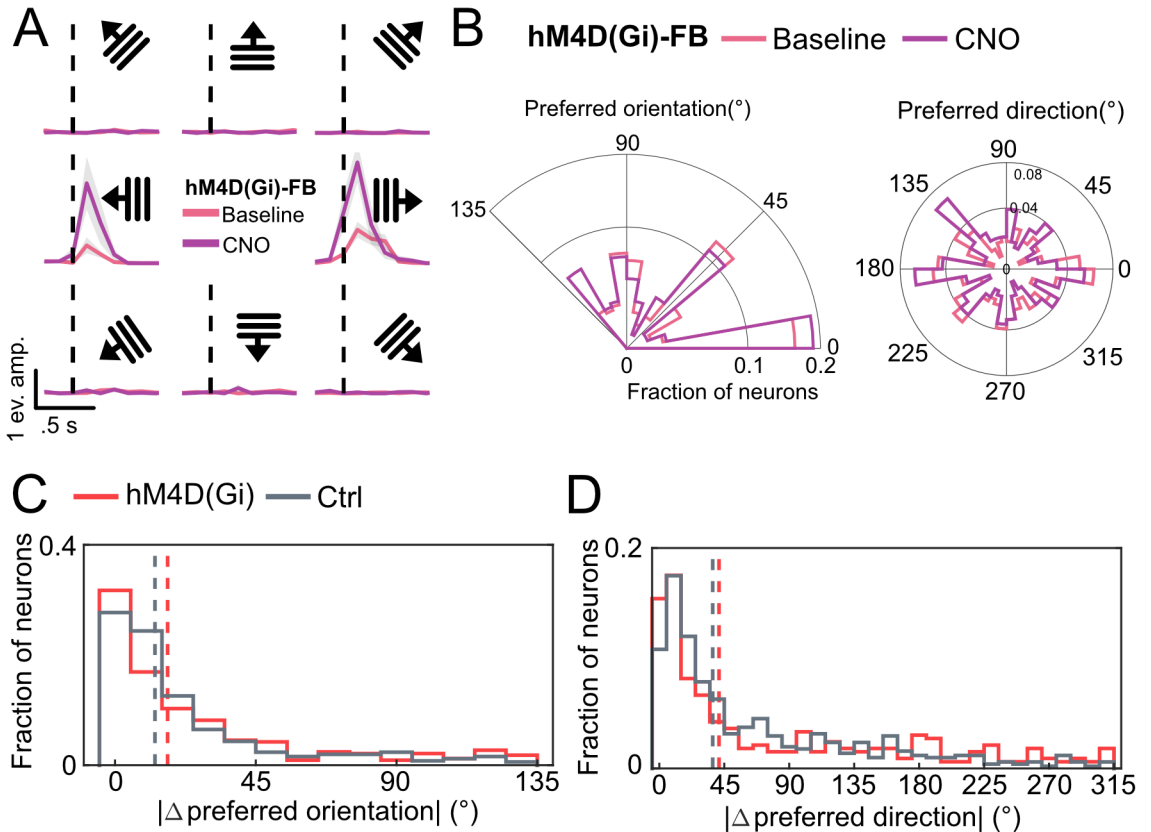 A
hM4D(Gi)-FB
Baseline
CNO
1 ev. amp.
.5 s
B
hM4D(Gi)-FB Baseline CNO
Preferred orientation(°)
90
135
45
0
0 0.1 0.2
Fraction of neurons
Preferred direction(°)
90
0.08
135
45
0.04
180
0
0
225
315
270
C
hM4D(Gi) Ctrl
0.4
Fraction of neurons
0
0 45 90 135
|Δ preferred orientation| (°)
D
0.2
Fraction of neurons
0
0 45 90 135 180 225 270 315
|Δ preferred direction| (°)